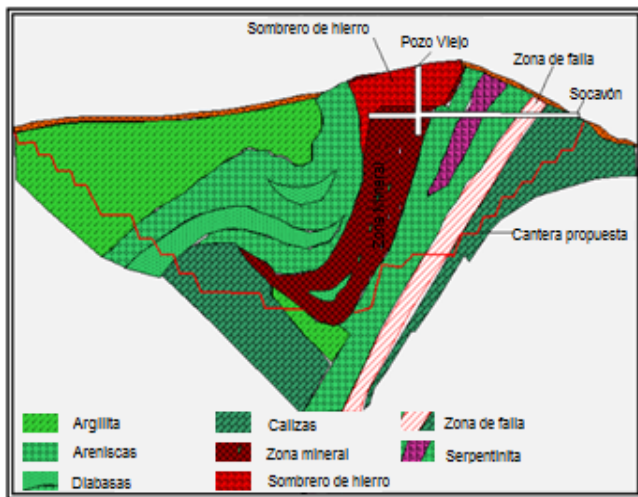 Sombrero de hierro
Pozo Viejo
Zona de falla
Socavón
Zona Mineral
Cantera propuesta
Argilita
Calizas
Zona de falla
Areniscas
Zona mineral
Serpentinita
Diabasas
Sombrero de hierro